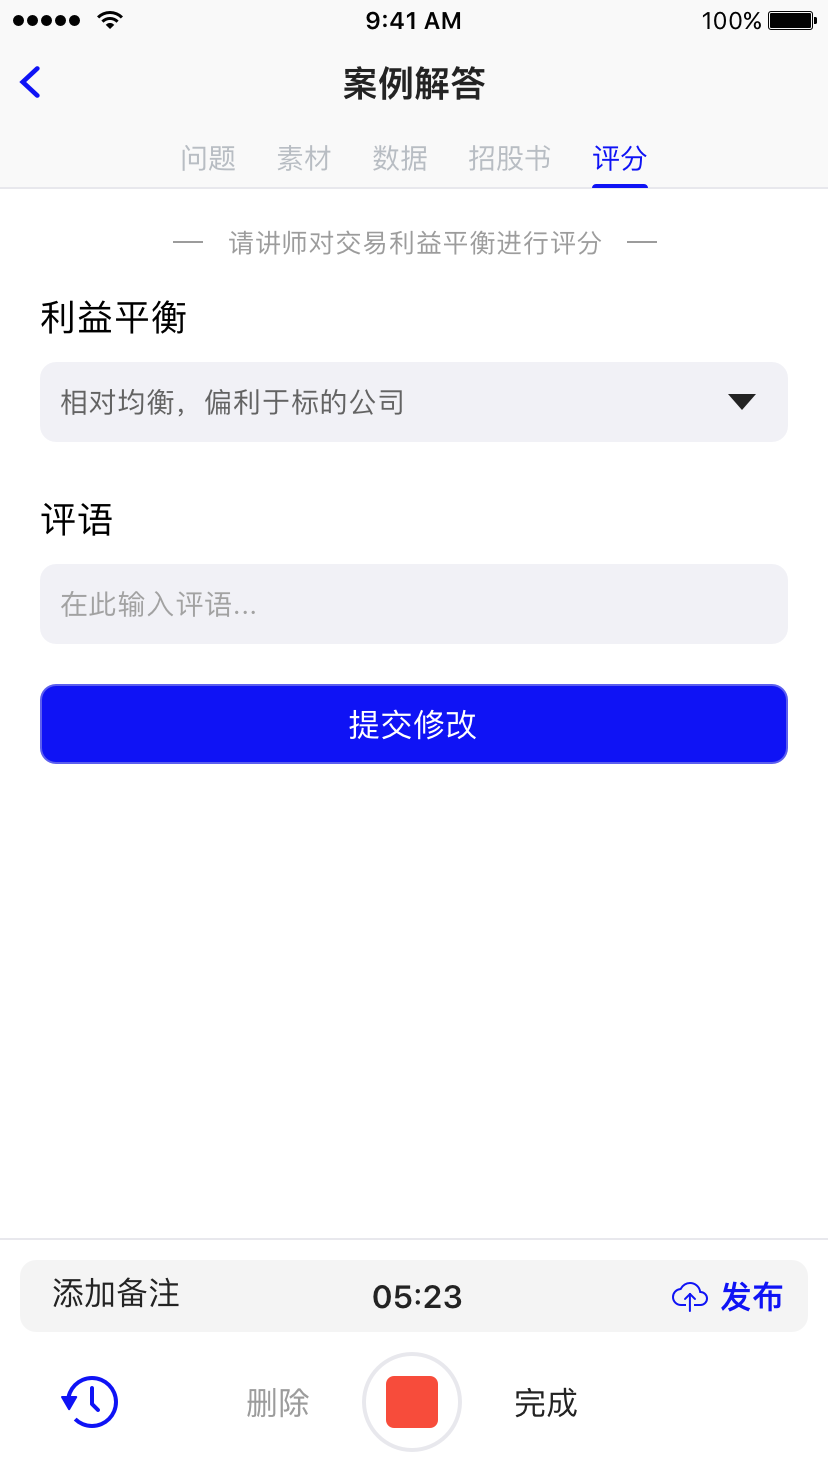 9:41 AM 100%
案例解答
问题 素材 数据 招股书 评分
请讲师对交易利益平衡进行评分
利益平衡
相对均衡，偏利于标的公司
评语
在此输入评语...
提交修改
添加备注 05:23 发布
删除 完成